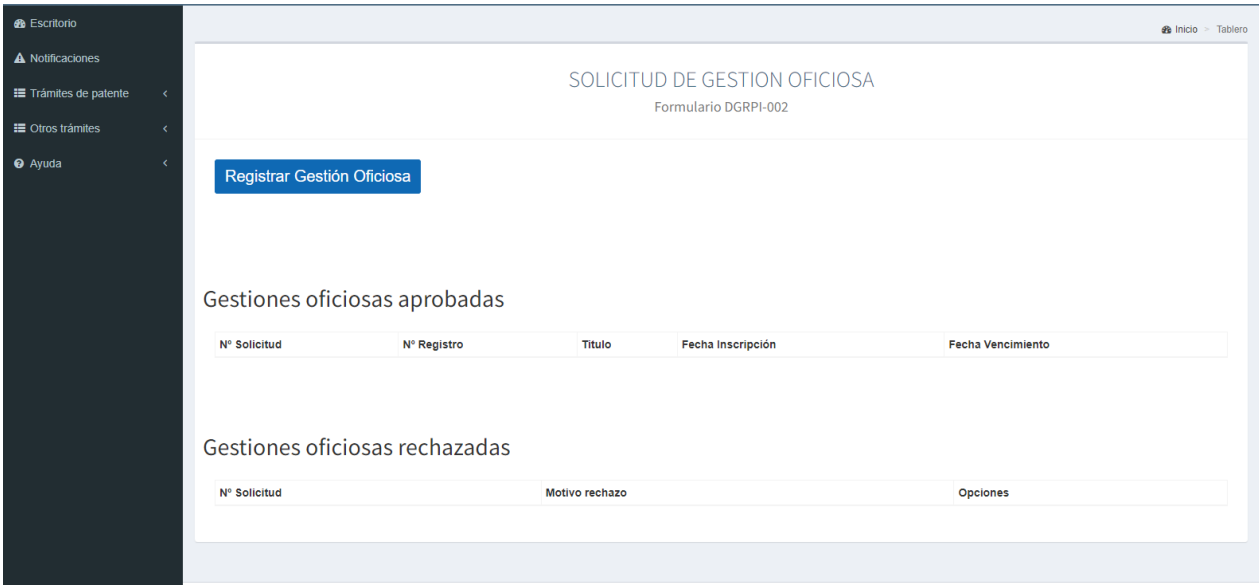 Escritorio
Notificaciones
Trámites de patente
Otros trámites
Ayuda
Inicio > Tablero
SOLICITUD DE GESTION OFICIOSA
Formulario DGRPI-002
Registrar Gestión Oficiosa
Gestiones oficiosas aprobadas
Nº Solicitud Nº Registro Título Fecha Inscripción Fecha Vencimiento
Gestiones oficiosas rechazadas
Nº Solicitud Motivo rechazo Opciones